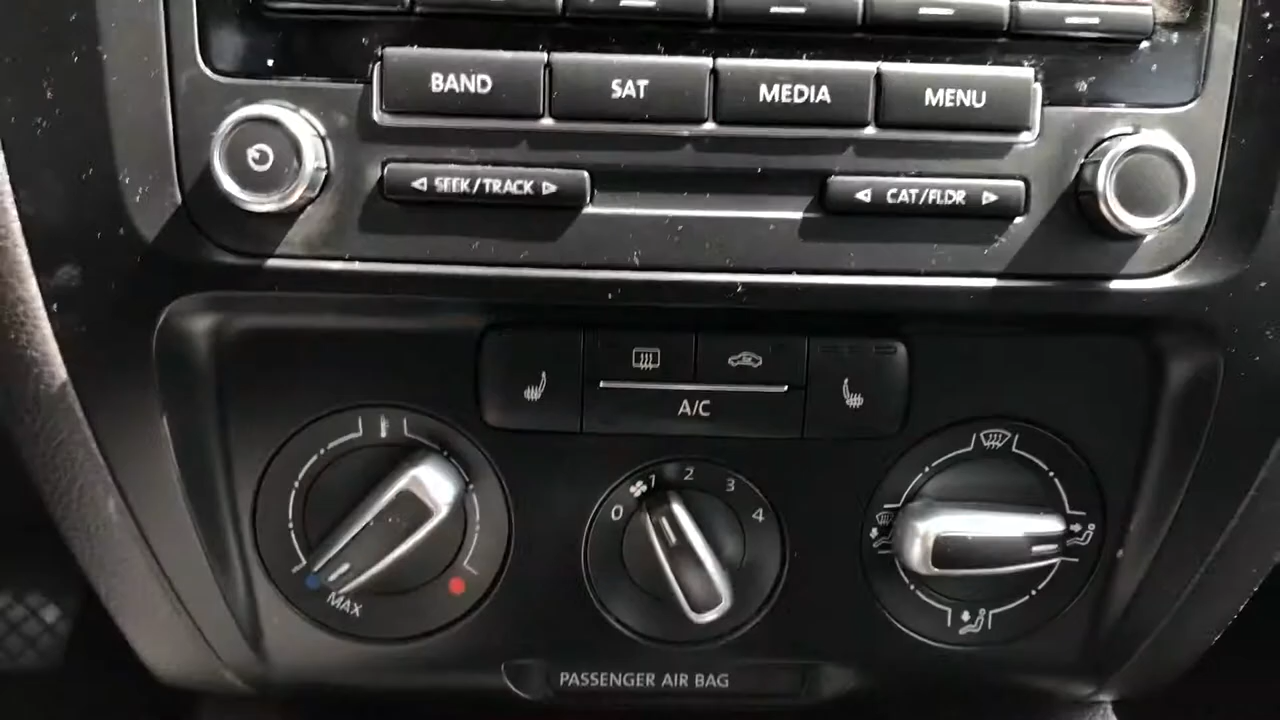 BAND SAT MEDIA MENU
SEEK/TRACK CAT/FLDR
A/C
0 1 2 3 4
MAX
PASSENGER AIR BAG